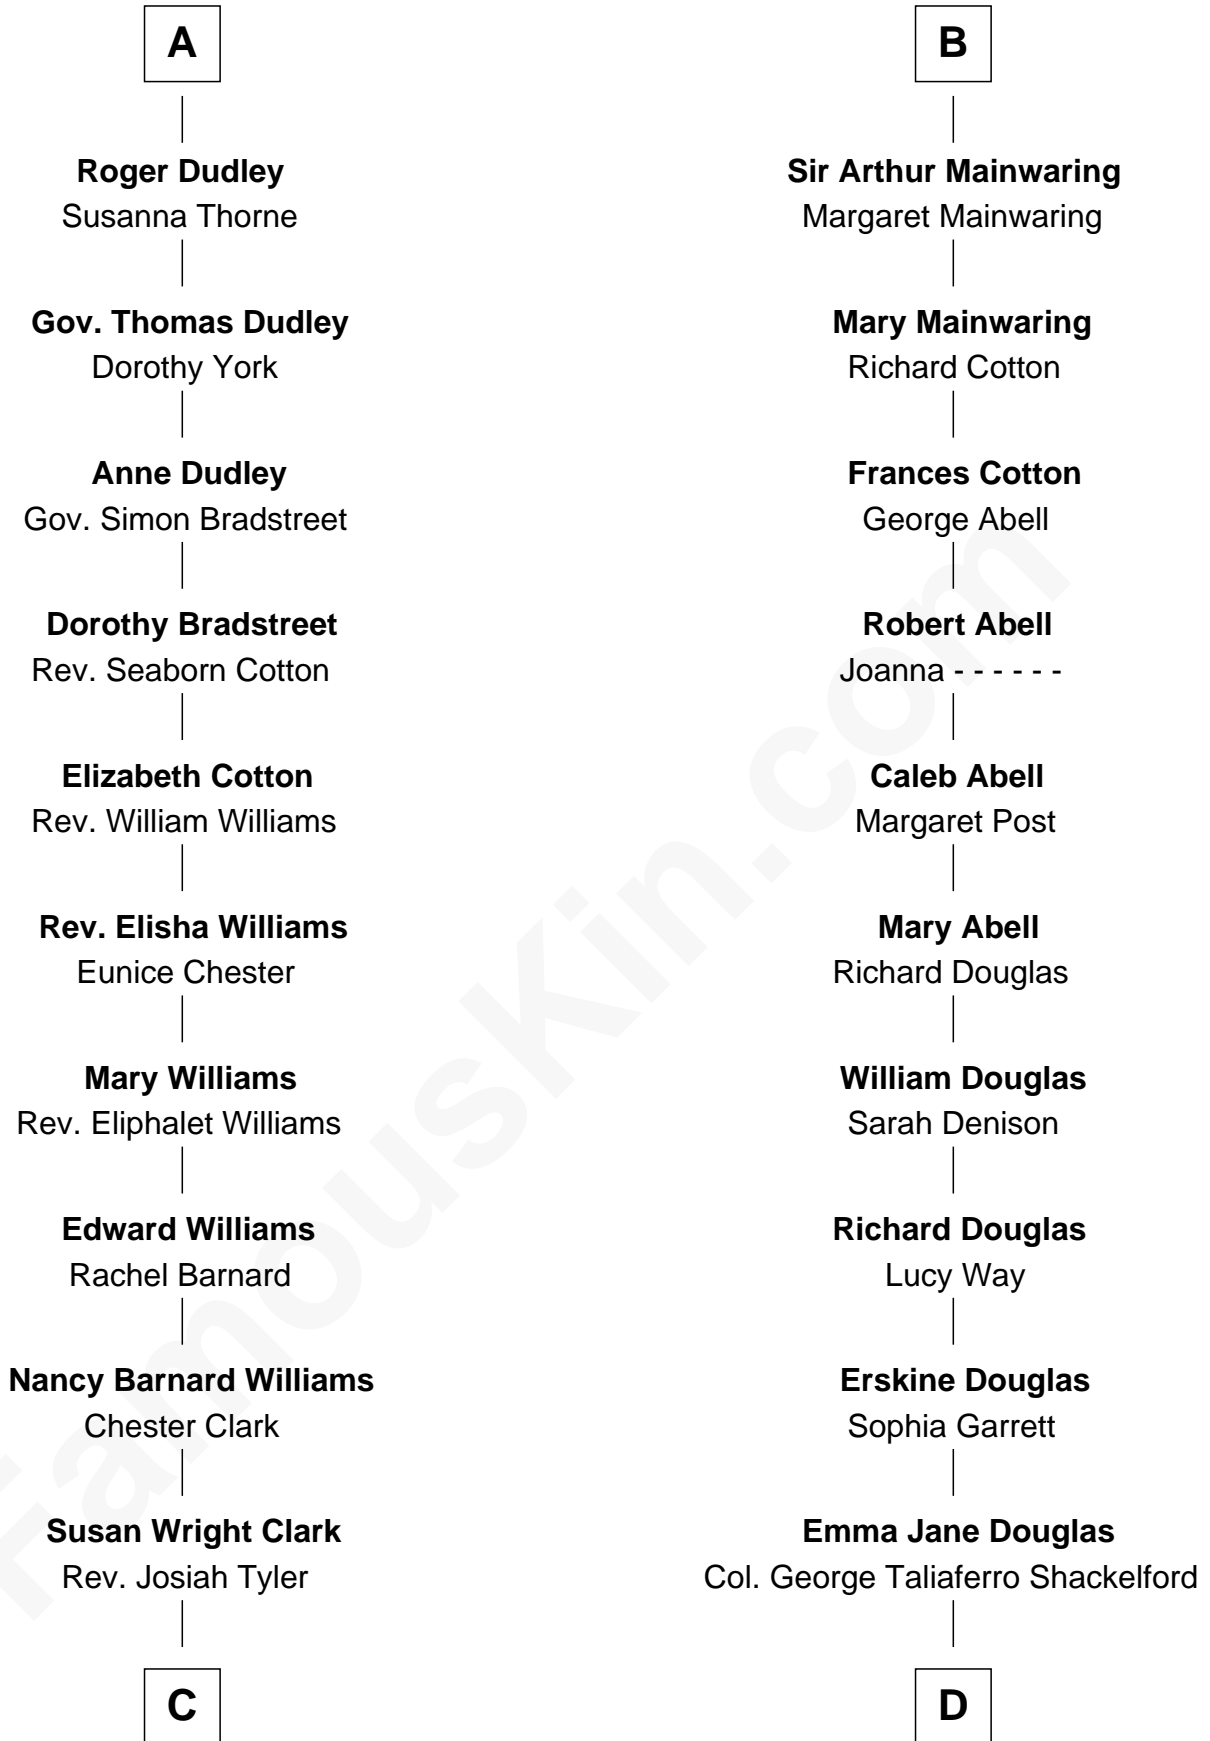 A
Roger Dudley
Susanna Thorne
Gov. Thomas Dudley
Dorothy York
Anne Dudley
Gov. Simon Bradstreet
Dorothy Bradstreet
Rev. Seaborn Cotton
Elizabeth Cotton
Rev. William Williams
Rev. Elisha Williams
Eunice Chester
Mary Williams
Rev. Eliphalet Williams
Edward Williams
Rachel Barnard
Nancy Barnard Williams
Chester Clark
Susan Wright Clark
Rev. Josiah Tyler
C
B
Sir Arthur Mainwaring
Margaret Mainwaring
Mary Mainwaring
Richard Cotton
Frances Cotton
George Abell
Robert Abell
Joanna - - - - - -
Caleb Abell
Margaret Post
Mary Abell
Richard Douglas
William Douglas
Sarah Denison
Richard Douglas
Lucy Way
Erskine Douglas
Sophia Garrett
Emma Jane Douglas
Col. George Taliaferro Shackelford
D
FamousKin.com